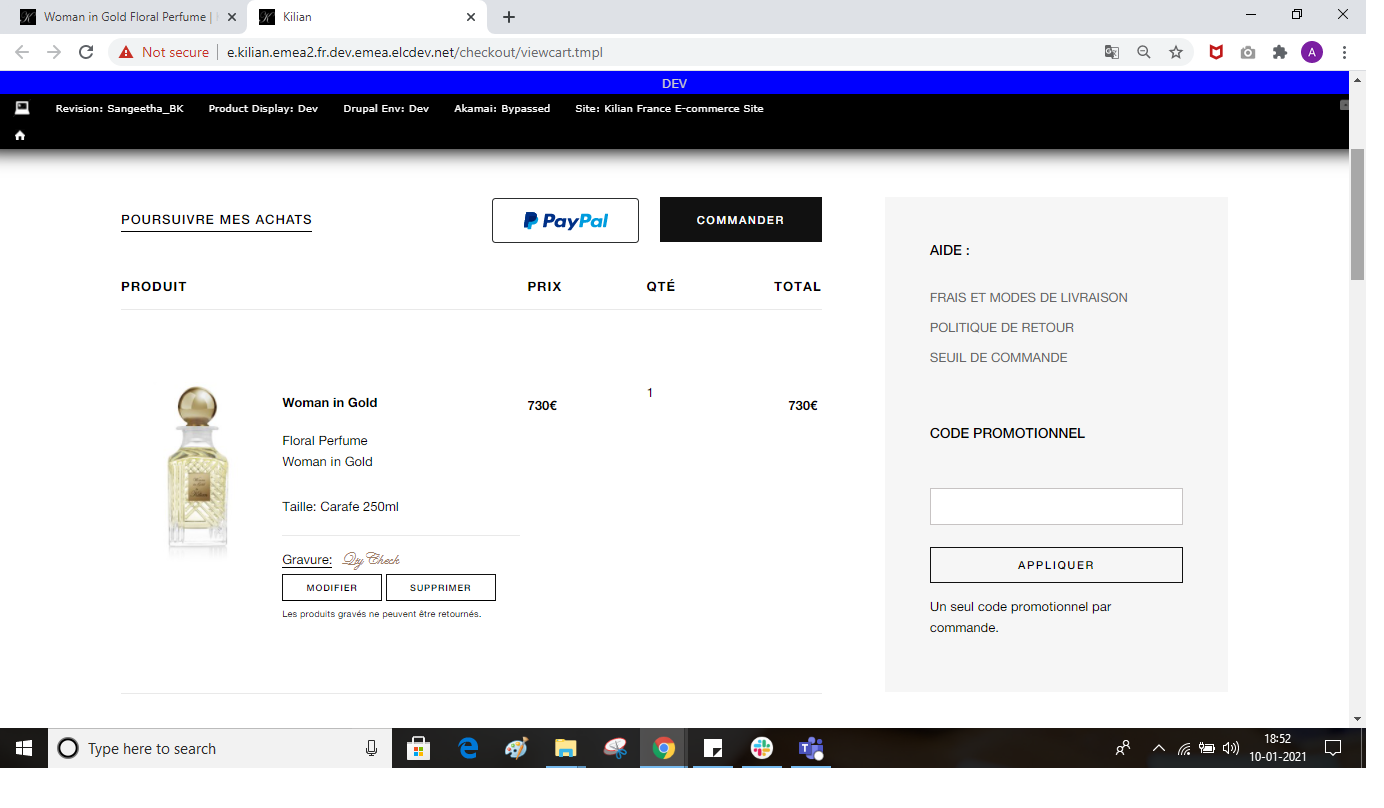 Woman in Gold Floral Perfume |
Kilian
Not secure
e.kilian.emea2.fr.dev.emea.elcdev.net/checkout/viewcart.tmpl
A
DEV
Revision: Sangeetha_BK Product Display: Dev Drupal Env: Dev Akamai: Bypassed Site: Kilian France E-commerce Site
POURSUIVRE MES ACHATS
PayPal
COMMANDER
PRODUIT PRIX QTÉ TOTAL
Woman in Gold 730€ 1 730€
Floral Perfume
Woman in Gold
Taille: Carafe 250ml
Gravure: Qty Check
MODIFIER SUPPRIMER
Les produits gravés ne peuvent être retournés.
AIDE :
FRAIS ET MODES DE LIVRAISON
POLITIQUE DE RETOUR
SEUIL DE COMMANDE
CODE PROMOTIONNEL
APPLIQUER
Un seul code promotionnel par
commande.
Type here to search
18:52
10-01-2021